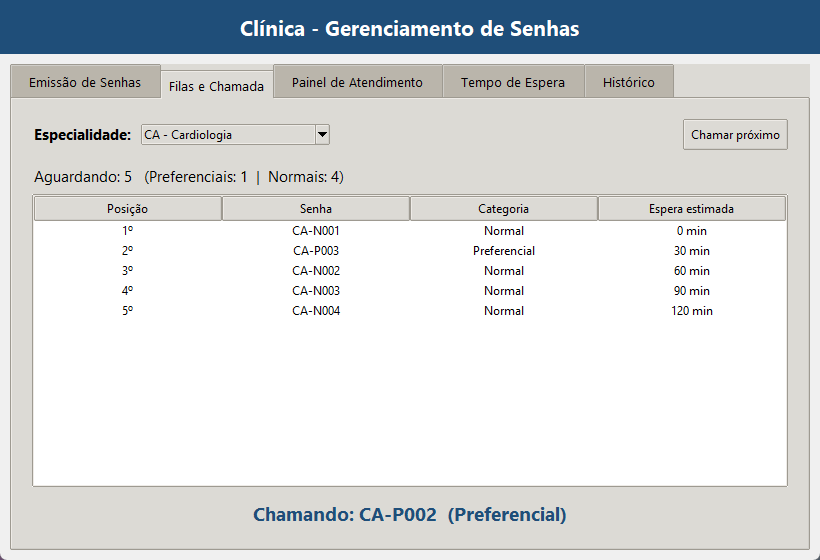 Clínica - Gerenciamento de Senhas
Emissão de Senhas Filas e Chamada Painel de Atendimento Tempo de Espera Histórico
Especialidade: CA - Cardiologia Chamar próximo
Aguardando: 5 (Preferenciais: 1 | Normais: 4)
Posição Senha Categoria Espera estimada
1º CA-N001 Normal 0 min
2º CA-P003 Preferencial 30 min
3º CA-N002 Normal 60 min
4º CA-N003 Normal 90 min
5º CA-N004 Normal 120 min
Chamando: CA-P002 (Preferencial)